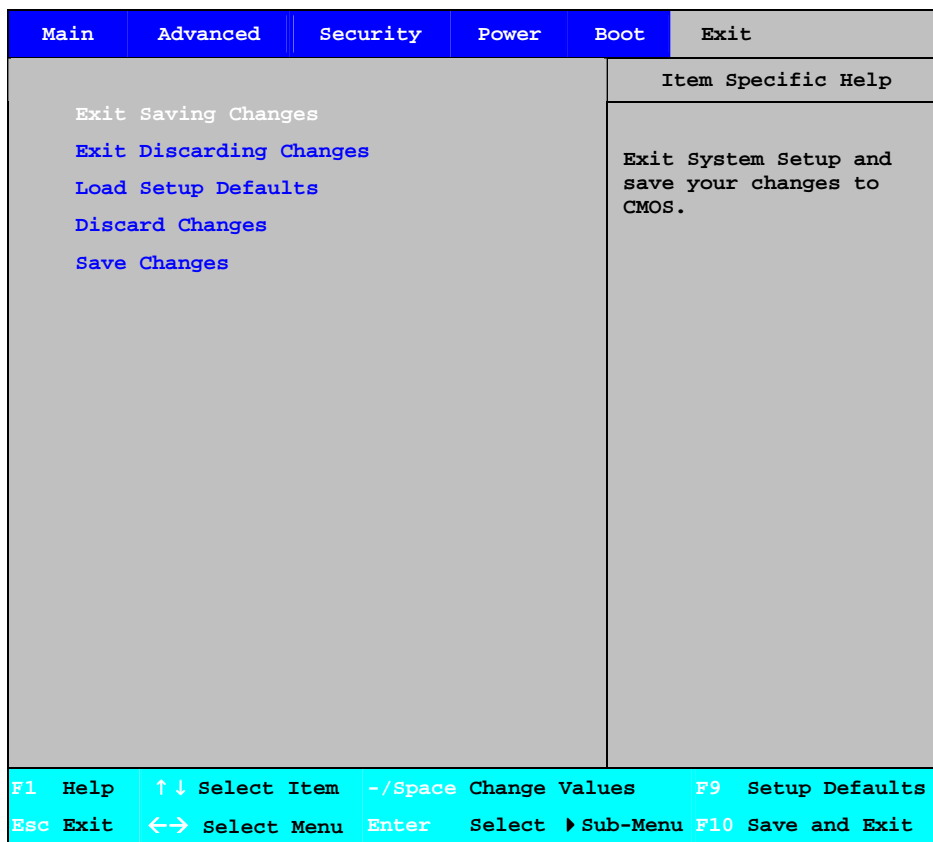 Main Advanced Security Power Boot Exit
Item Specific Help
Exit Saving Changes
Exit Discarding Changes
Load Setup Defaults
Discard Changes
Save Changes
Exit System Setup and
save your changes to
CMOS.
F1 Help ↑↓ Select Item -/Space Change Values F9 Setup Defaults
Esc Exit ←→ Select Menu Enter Select ▶Sub-Menu F10 Save and Exit